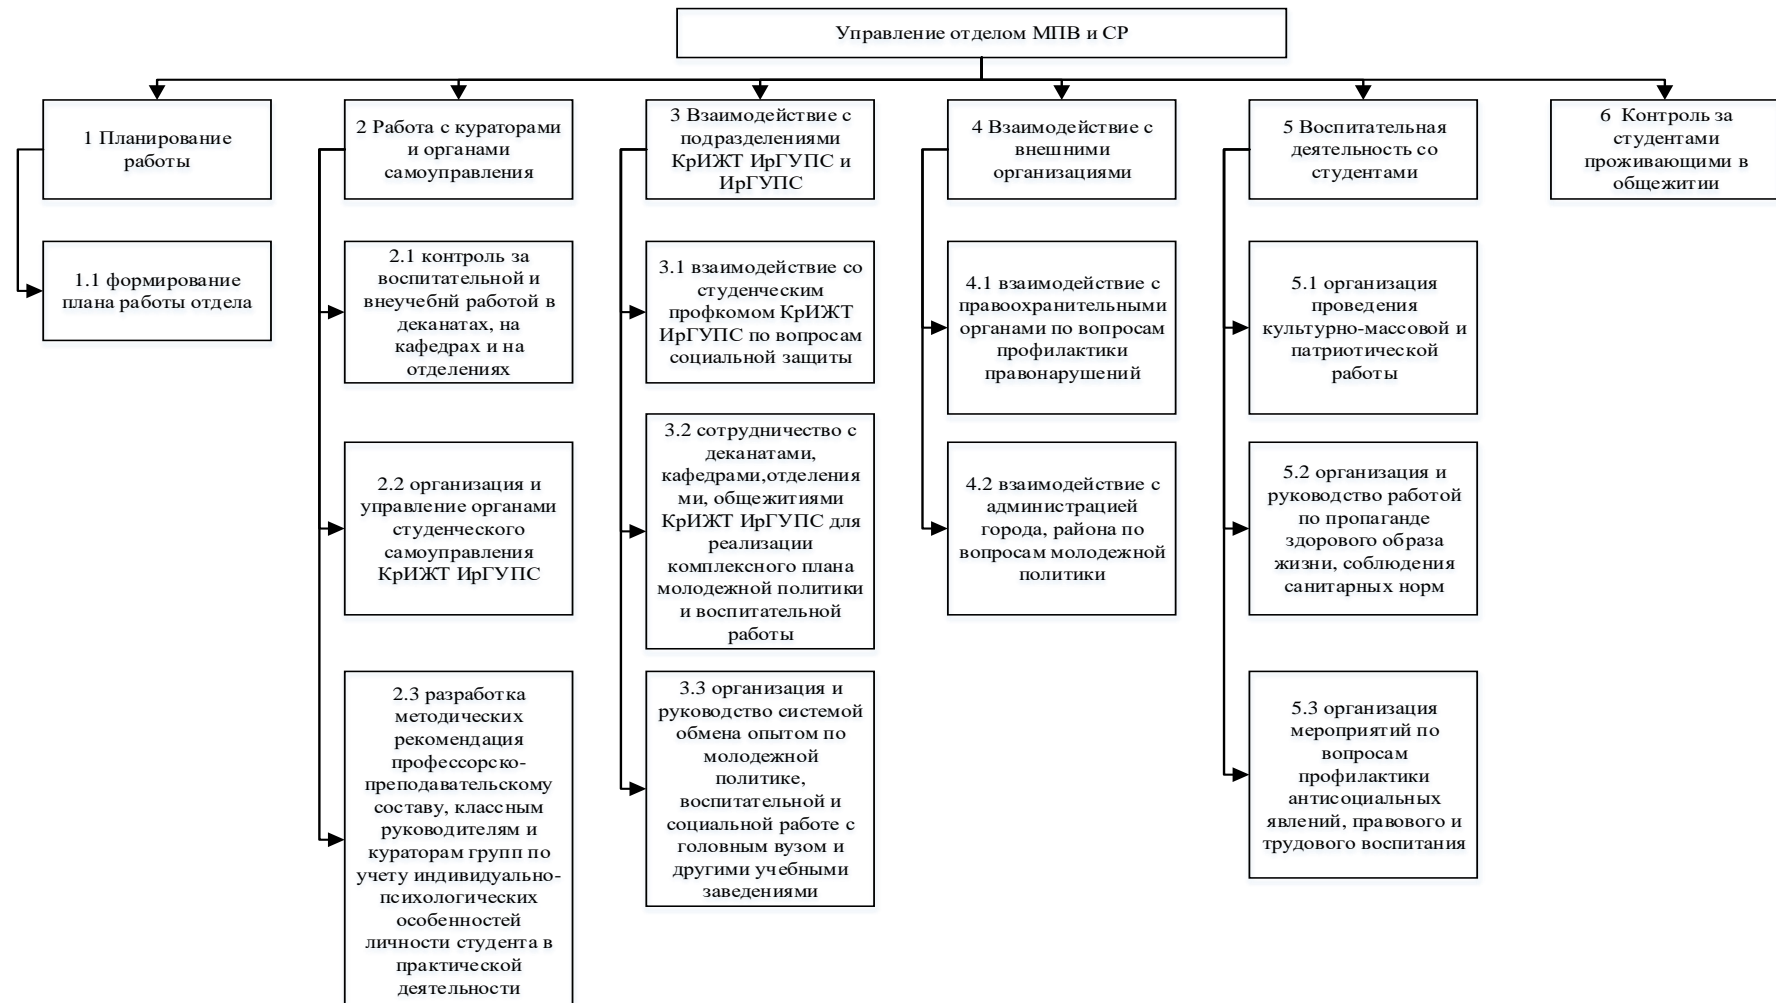 Управление отделом МПВ и СР
1 Планирование
работы
2 Работа с кураторами
и органами
самоуправления
3 Взаимодействие с
подразделениями
КрИЖТ ИрГУПС и
ИрГУПС
4 Взаимодействие с
внешними
организациями
5 Воспитательная
деятельность со
студентами
6 Контроль за
студентами
проживающими в
общежитии
1.1 формирование
плана работы отдела
2.1 контроль за
воспитательной и
внеучебнй работой в
деканатах, на
кафедрах и на
отделениях
3.1 взаимодействие со
студенческим
профкомом КрИЖТ
ИрГУПС по вопросам
социальной защиты
4.1 взаимодействие с
правоохранительными
органами по вопросам
профилактики
правонарушений
5.1 организация
проведения
культурно-массовой и
патриотической
работы
2.2 организация и
управление органами
студенческого
самоуправления
КрИЖТ ИрГУПС
3.2 сотрудничество с
деканатами,
кафедрами,отделения
ми, общежитиями
КрИЖТ ИрГУПС для
реализации
комплексного плана
молодежной политики
и воспитательной
работы
4.2 взаимодействие с
администрацией
города, района по
вопросам молодежной
политики
5.2 организация и
руководство работой
по пропаганде
здорового образа
жизни, соблюдения
санитарных норм
2.3 разработка
методических
рекомендация
профессорско-
преподавательскому
составу, классным
руководителям и
кураторам групп по
учету индивидуально-
психологических
особенностей
личности студента в
практической
деятельности
3.3 организация и
руководство системой
обмена опытом по
молодежной
политике,
воспитательной и
социальной работе с
головным вузом и
другими учебными
заведениями
5.3 организация
мероприятий по
вопросам
профилактики
антисоциальных
явлений, правового и
трудового воспитания